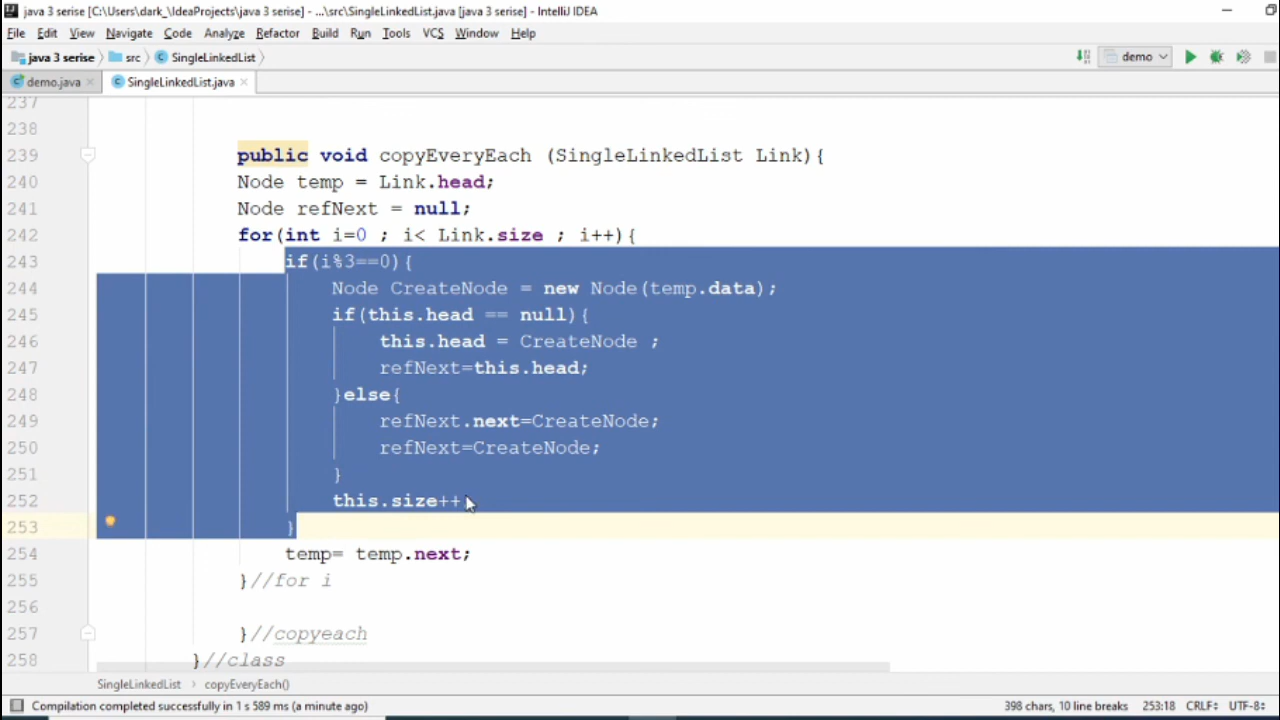 java 3 serise [C:\Users\dark_\IdeaProjects\java 3 serise] - ...\src\SingleLinkedList.java [java 3 serise] - IntelliJ IDEA
File Edit View Navigate Code Analyze Refactor Build Run Tools VCS Window Help
java 3 serise src SingleLinkedList demo
demo.java SingleLinkedList.java
237
238
239 public void copyEveryEach (SingleLinkedList Link){
240 Node temp = Link.head;
241 Node refNext = null;
242 for(int i=0 ; i< Link.size ; i++){
243 if(i%3==0){
244 Node CreateNode = new Node(temp.data);
245 if(this.head == null){
246 this.head = CreateNode ;
247 refNext=this.head;
248 }else{
249 refNext.next=CreateNode;
250 refNext=CreateNode;
251 }
252 this.size++
253 }
254 temp= temp.next;
255 }//for i
256
257 }//copyeach
258 }//class
SingleLinkedList > copyEveryEach()
Compilation completed successfully in 1 s 589 ms (a minute ago) 398 chars, 10 line breaks 253:18 CRLF UTF-8